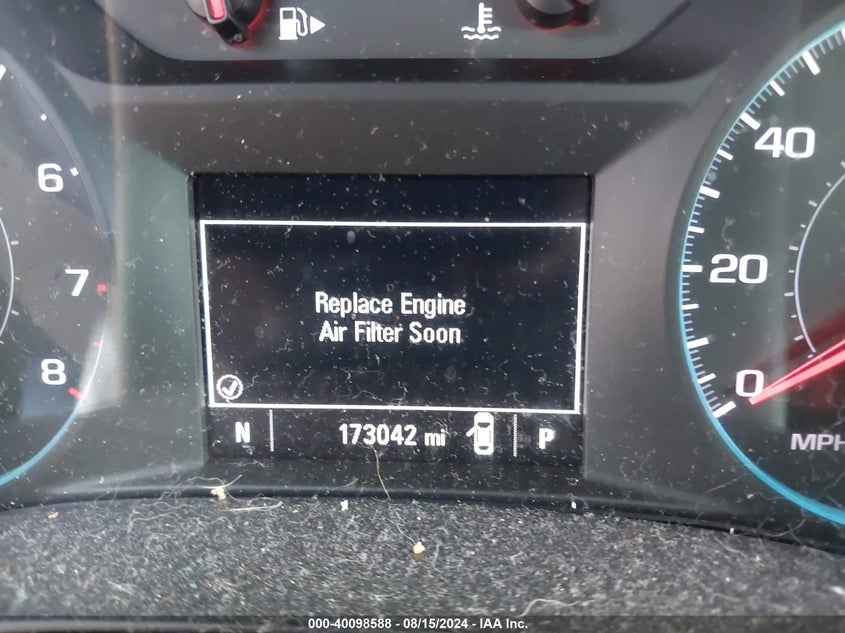 6
7
8
40
20
0
MPH
Replace Engine
Air Filter Soon
N 173042 mi P
000-40098588 - 08/15/2024 - IAA Inc.